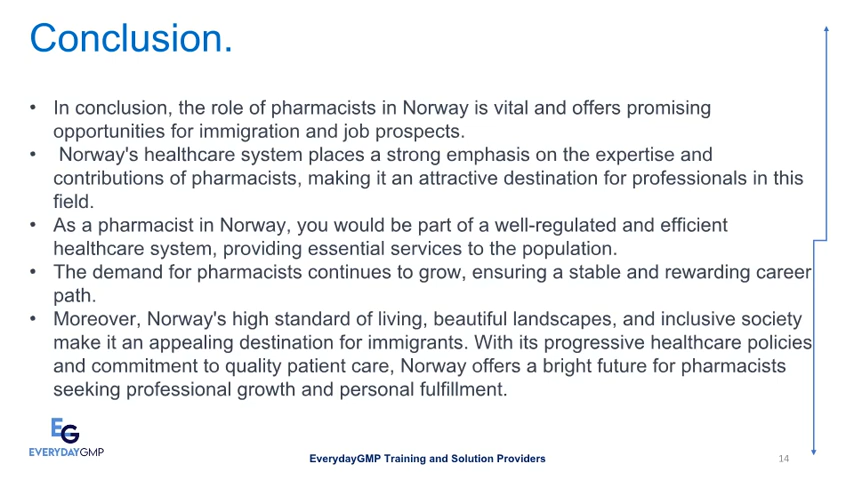 Conclusion.
• In conclusion, the role of pharmacists in Norway is vital and offers promising
opportunities for immigration and job prospects.
• Norway's healthcare system places a strong emphasis on the expertise and
contributions of pharmacists, making it an attractive destination for professionals in this
field.
• As a pharmacist in Norway, you would be part of a well-regulated and efficient
healthcare system, providing essential services to the population.
• The demand for pharmacists continues to grow, ensuring a stable and rewarding career
path.
• Moreover, Norway's high standard of living, beautiful landscapes, and inclusive society
make it an appealing destination for immigrants. With its progressive healthcare policies
and commitment to quality patient care, Norway offers a bright future for pharmacists
seeking professional growth and personal fulfillment.
EG
EVERYDAYGMP
EverydayGMP Training and Solution Providers
14